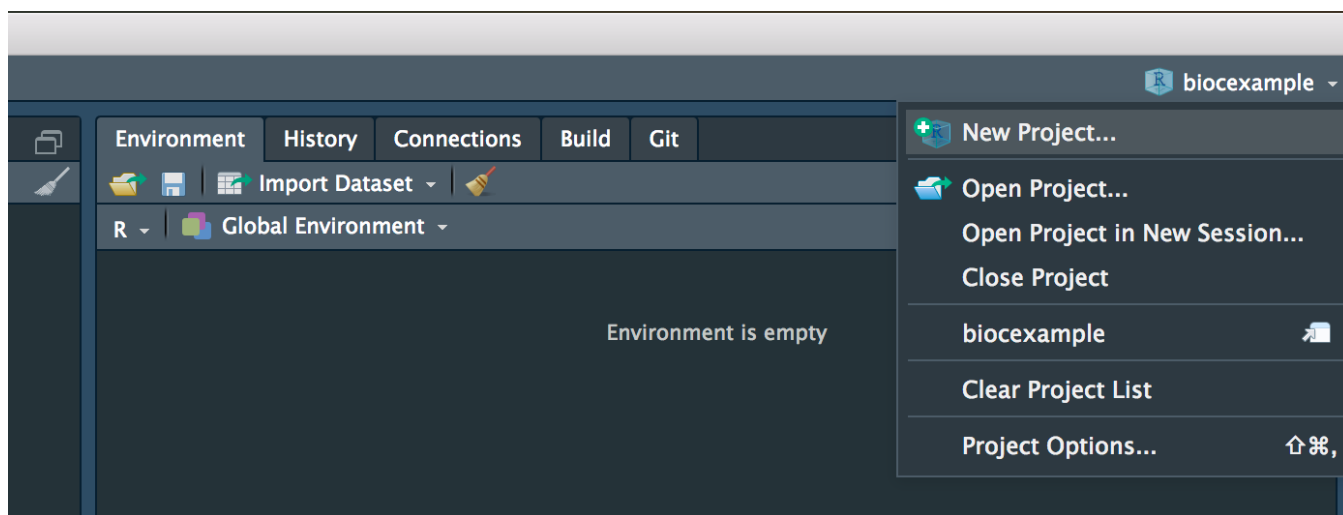 biocexample
Environment History Connections Build Git
Import Dataset
R Global Environment
Environment is empty
New Project...
Open Project...
Open Project in New Session...
Close Project
biocexample
Clear Project List
Project Options... ⇧⌘,